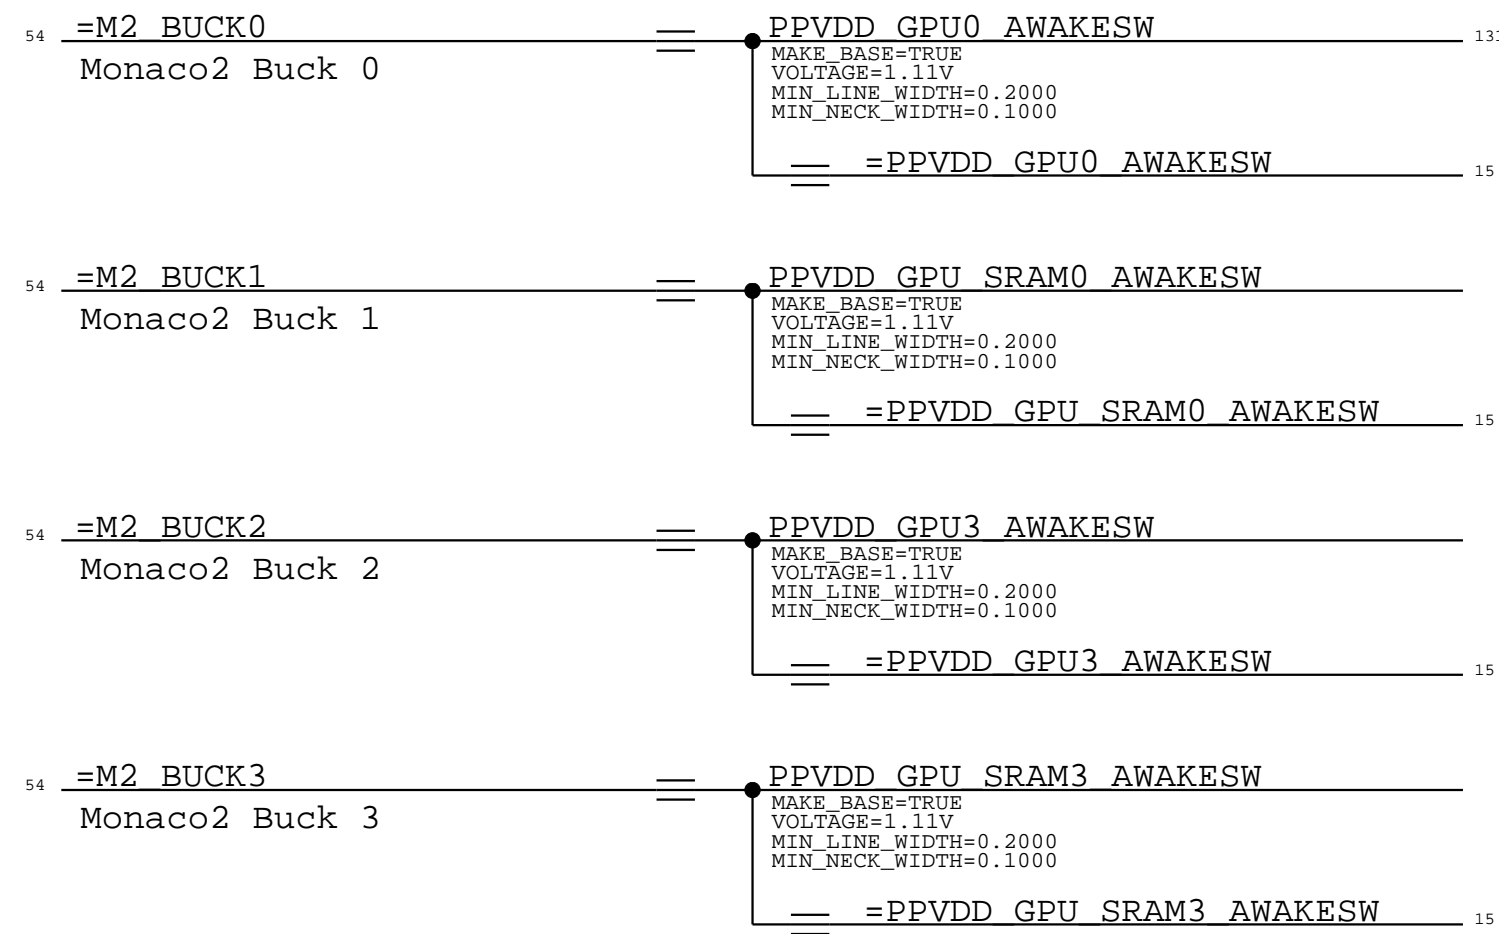 54 =M2_BUCK0 PPVDD_GPU0_AWAKESW 131
Monaco2 Buck 0
MAKE_BASE=TRUE
VOLTAGE=1.11V
MIN_LINE_WIDTH=0.2000
MIN_NECK_WIDTH=0.1000
=PPVDD_GPU0_AWAKESW 15
54 =M2_BUCK1 PPVDD_GPU_SRAM0_AWAKESW
Monaco2 Buck 1
MAKE_BASE=TRUE
VOLTAGE=1.11V
MIN_LINE_WIDTH=0.2000
MIN_NECK_WIDTH=0.1000
=PPVDD_GPU_SRAM0_AWAKESW 15
54 =M2_BUCK2 PPVDD_GPU3_AWAKESW
Monaco2 Buck 2
MAKE_BASE=TRUE
VOLTAGE=1.11V
MIN_LINE_WIDTH=0.2000
MIN_NECK_WIDTH=0.1000
=PPVDD_GPU3_AWAKESW 15
54 =M2_BUCK3 PPVDD_GPU_SRAM3_AWAKESW
Monaco2 Buck 3
MAKE_BASE=TRUE
VOLTAGE=1.11V
MIN_LINE_WIDTH=0.2000
MIN_NECK_WIDTH=0.1000
=PPVDD_GPU_SRAM3_AWAKESW 15